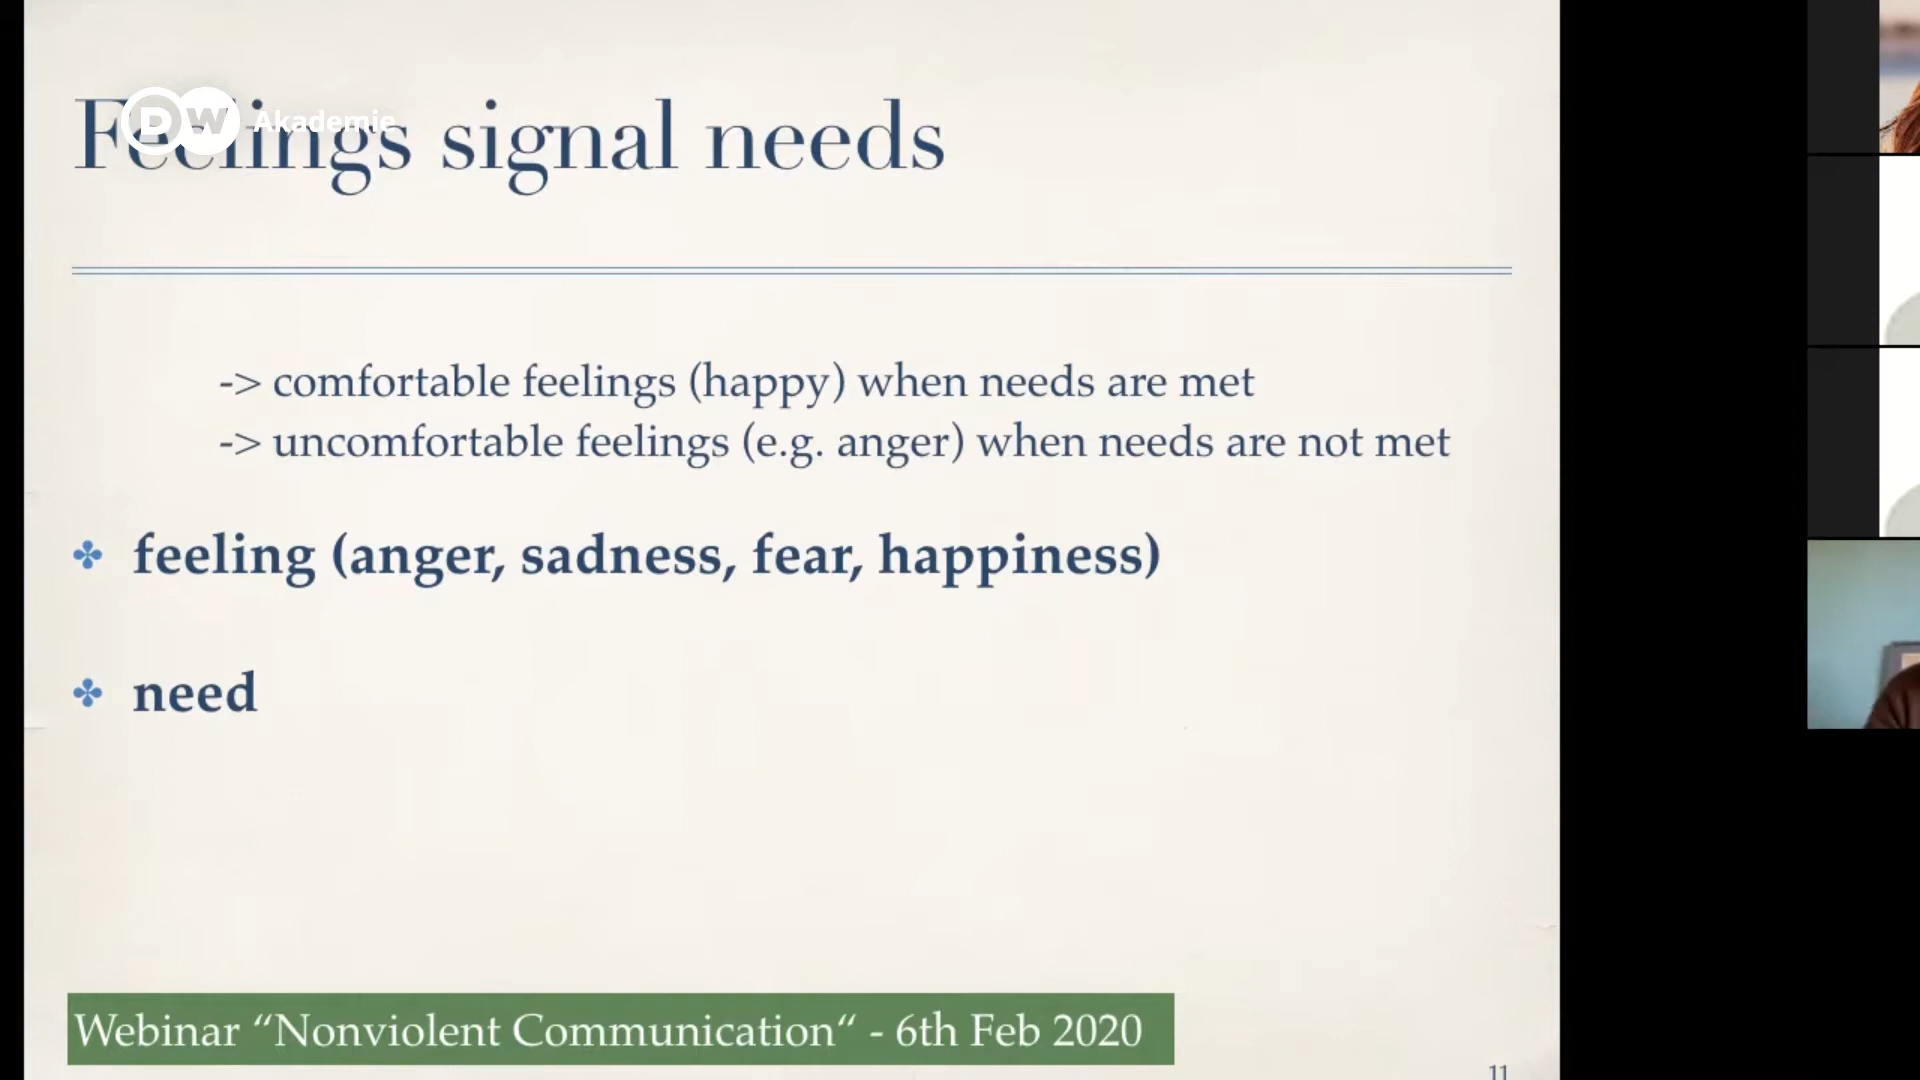 DW Akademie
Feelings signal needs
-> comfortable feelings (happy) when needs are met
-> uncomfortable feelings (e.g. anger) when needs are not met
feeling (anger, sadness, fear, happiness)
need
Webinar “Nonviolent Communication“ - 6th Feb 2020
11